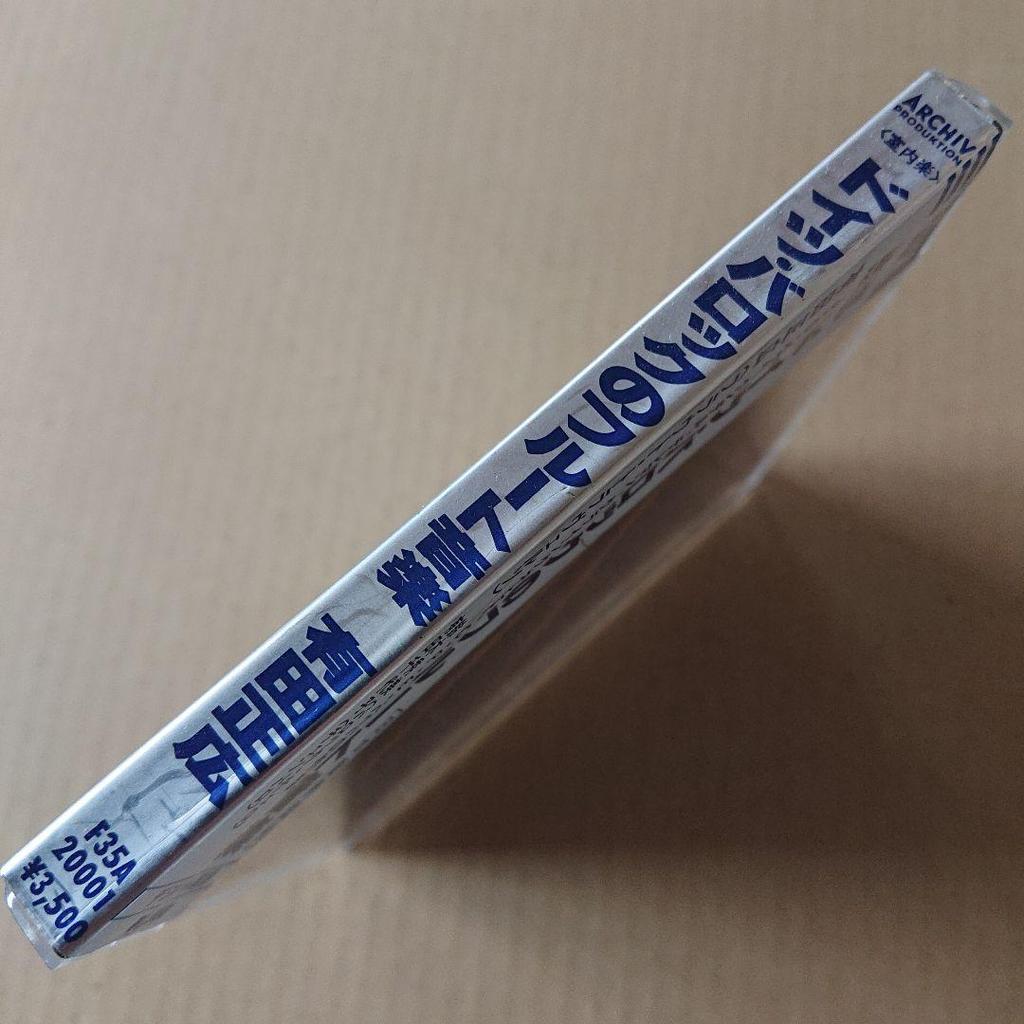 ARCHIV
PRODUKTION
〈室内楽〉
ドイツ・バロックのフルート音楽
有田正広
F35A
20001
¥3,500